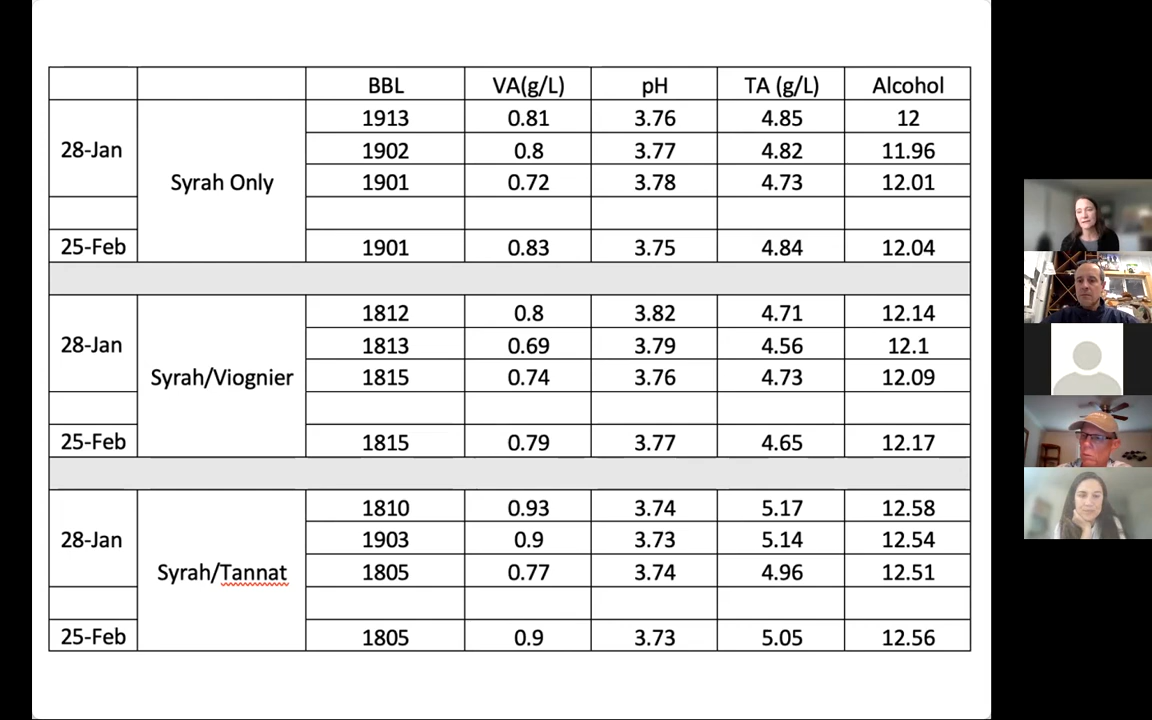 BBL VA(g/L) pH TA (g/L) Alcohol
1913 0.81 3.76 4.85 12
28-Jan 1902 0.8 3.77 4.82 11.96
Syrah Only 1901 0.72 3.78 4.73 12.01
25-Feb 1901 0.83 3.75 4.84 12.04
1812 0.8 3.82 4.71 12.14
28-Jan 1813 0.69 3.79 4.56 12.1
Syrah/Viognier 1815 0.74 3.76 4.73 12.09
25-Feb 1815 0.79 3.77 4.65 12.17
1810 0.93 3.74 5.17 12.58
28-Jan 1903 0.9 3.73 5.14 12.54
Syrah/Tannat 1805 0.77 3.74 4.96 12.51
25-Feb 1805 0.9 3.73 5.05 12.56